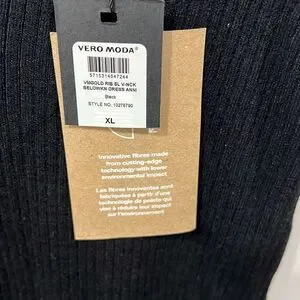 VERO MODA®
5715314547244
VMGOLD RIB SL V-NCK
BELOWKN DRESS ANNI
Black
STYLE NO. 10276790
XL
Innovative fibres made
from cutting-edge
technology with lower
environmental impact
Les fibres innovantes sont
fabriquées à partir d'une
technologie de pointe qui
vise à réduire leur impact
sur l'environnement